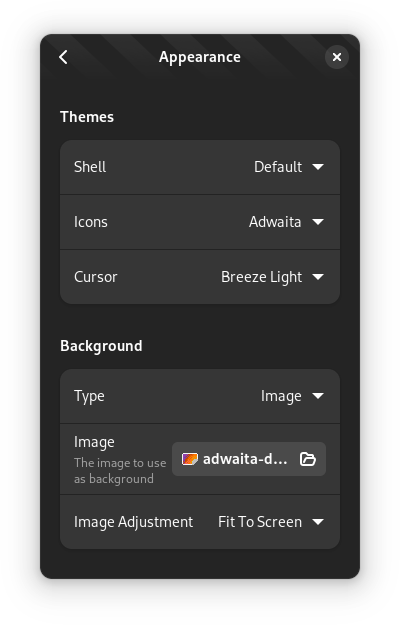 Appearance
Themes
Shell Default
Icons Adwaita
Cursor Breeze Light
Background
Type Image
Image
The image to use
as background
adwaita-d...
Image Adjustment Fit To Screen